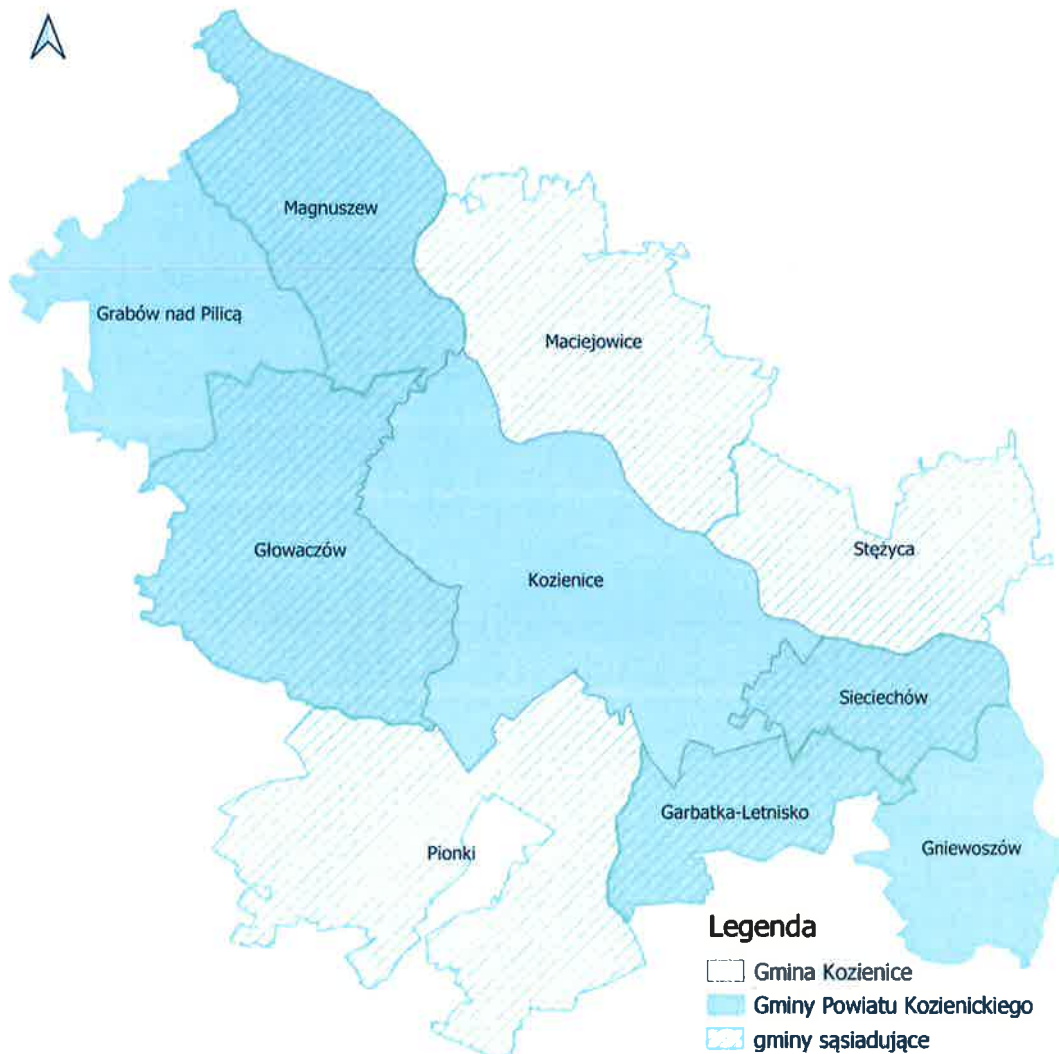 Magnuszew
Grabów nad Pilicą
Maciejowice
Głowaczów
Stężyca
Kozienice
Sieciechów
Garbatka-Letnisko
Gniewoszów
Pionki
Legenda
Gmina Kozienice
Gminy Powiatu Kozienickiego
gminy sąsiadujące